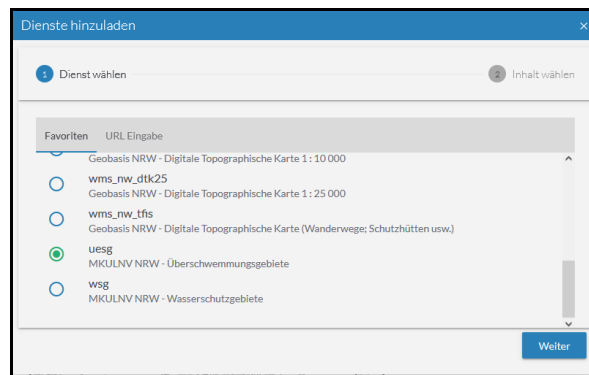 Dienste hinzuladen ×
1 Dienst wählen 2 Inhalt wählen
Favoriten URL Eingabe
Geobasis NRW - Digitale Topographische Karte 1 : 10 000
wms_nw_dtk25
Geobasis NRW - Digitale Topographische Karte 1 : 25 000
wms_nw_tfis
Geobasis NRW - Digitale Topographische Karte (Wanderwege; Schutzhütten usw.)
uesg
MKULNV NRW - Überschwemmungsgebiete
wsg
MKULNV NRW - Wasserschutzgebiete
Weiter